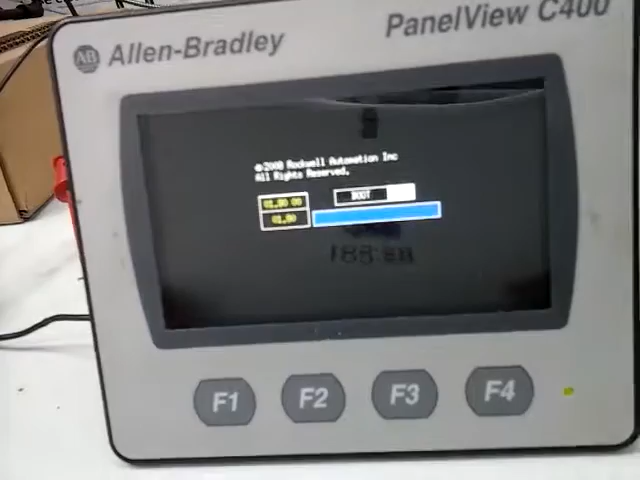 AB Allen-Bradley
PanelView C400
©2008 Rockwell Automation Inc
All Rights Reserved.
BOOT
F1 F2 F3 F4